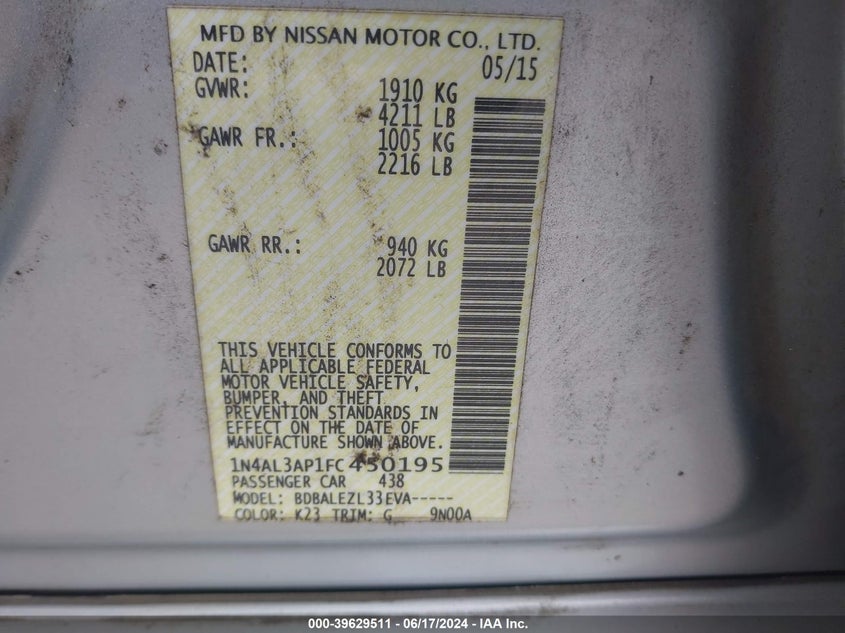 MFD BY NISSAN MOTOR CO., LTD.
DATE: 05/15
GVWR: 1910 KG
4211 LB
GAWR FR.: 1005 KG
2216 LB
GAWR RR.: 940 KG
2072 LB
THIS VEHICLE CONFORMS TO
ALL APPLICABLE FEDERAL
MOTOR VEHICLE SAFETY,
BUMPER, AND THEFT
PREVENTION STANDARDS IN
EFFECT ON THE DATE OF
MANUFACTURE SHOWN ABOVE.
1N4AL3AP1FC450195
PASSENGER CAR 438
MODEL: BDBALEZL33EVA-----
COLOR: K23 TRIM: G 9N00A
000-39629511 - 06/17/2024 - IAA Inc.